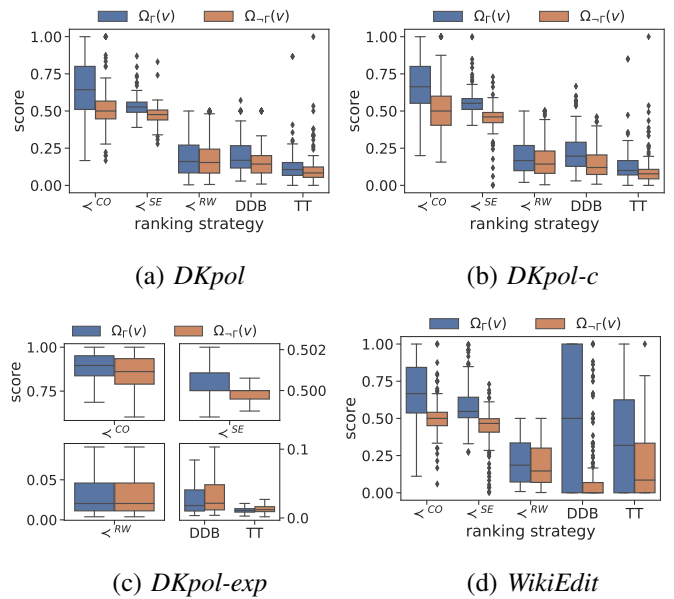 Ω_Γ(v) Ω_¬Γ(v)
1.00
0.75
0.50
0.25
0.00
score
≺^CO ≺^SE ≺^RW DDB TT
ranking strategy
(a) DKpol
Ω_Γ(v) Ω_¬Γ(v)
1.00
0.75
0.50
0.25
0.00
score
≺^CO ≺^SE ≺^RW DDB TT
ranking strategy
(b) DKpol-c
Ω_Γ(v) Ω_¬Γ(v)
1.00
0.75
score
≺^CO
0.502
0.500
≺^SE
0.05
0.00
≺^RW
0.1
0.0
DDB TT
(c) DKpol-exp
Ω_Γ(v) Ω_¬Γ(v)
1.00
0.75
0.50
0.25
0.00
score
≺^CO ≺^SE ≺^RW DDB TT
ranking strategy
(d) WikiEdit